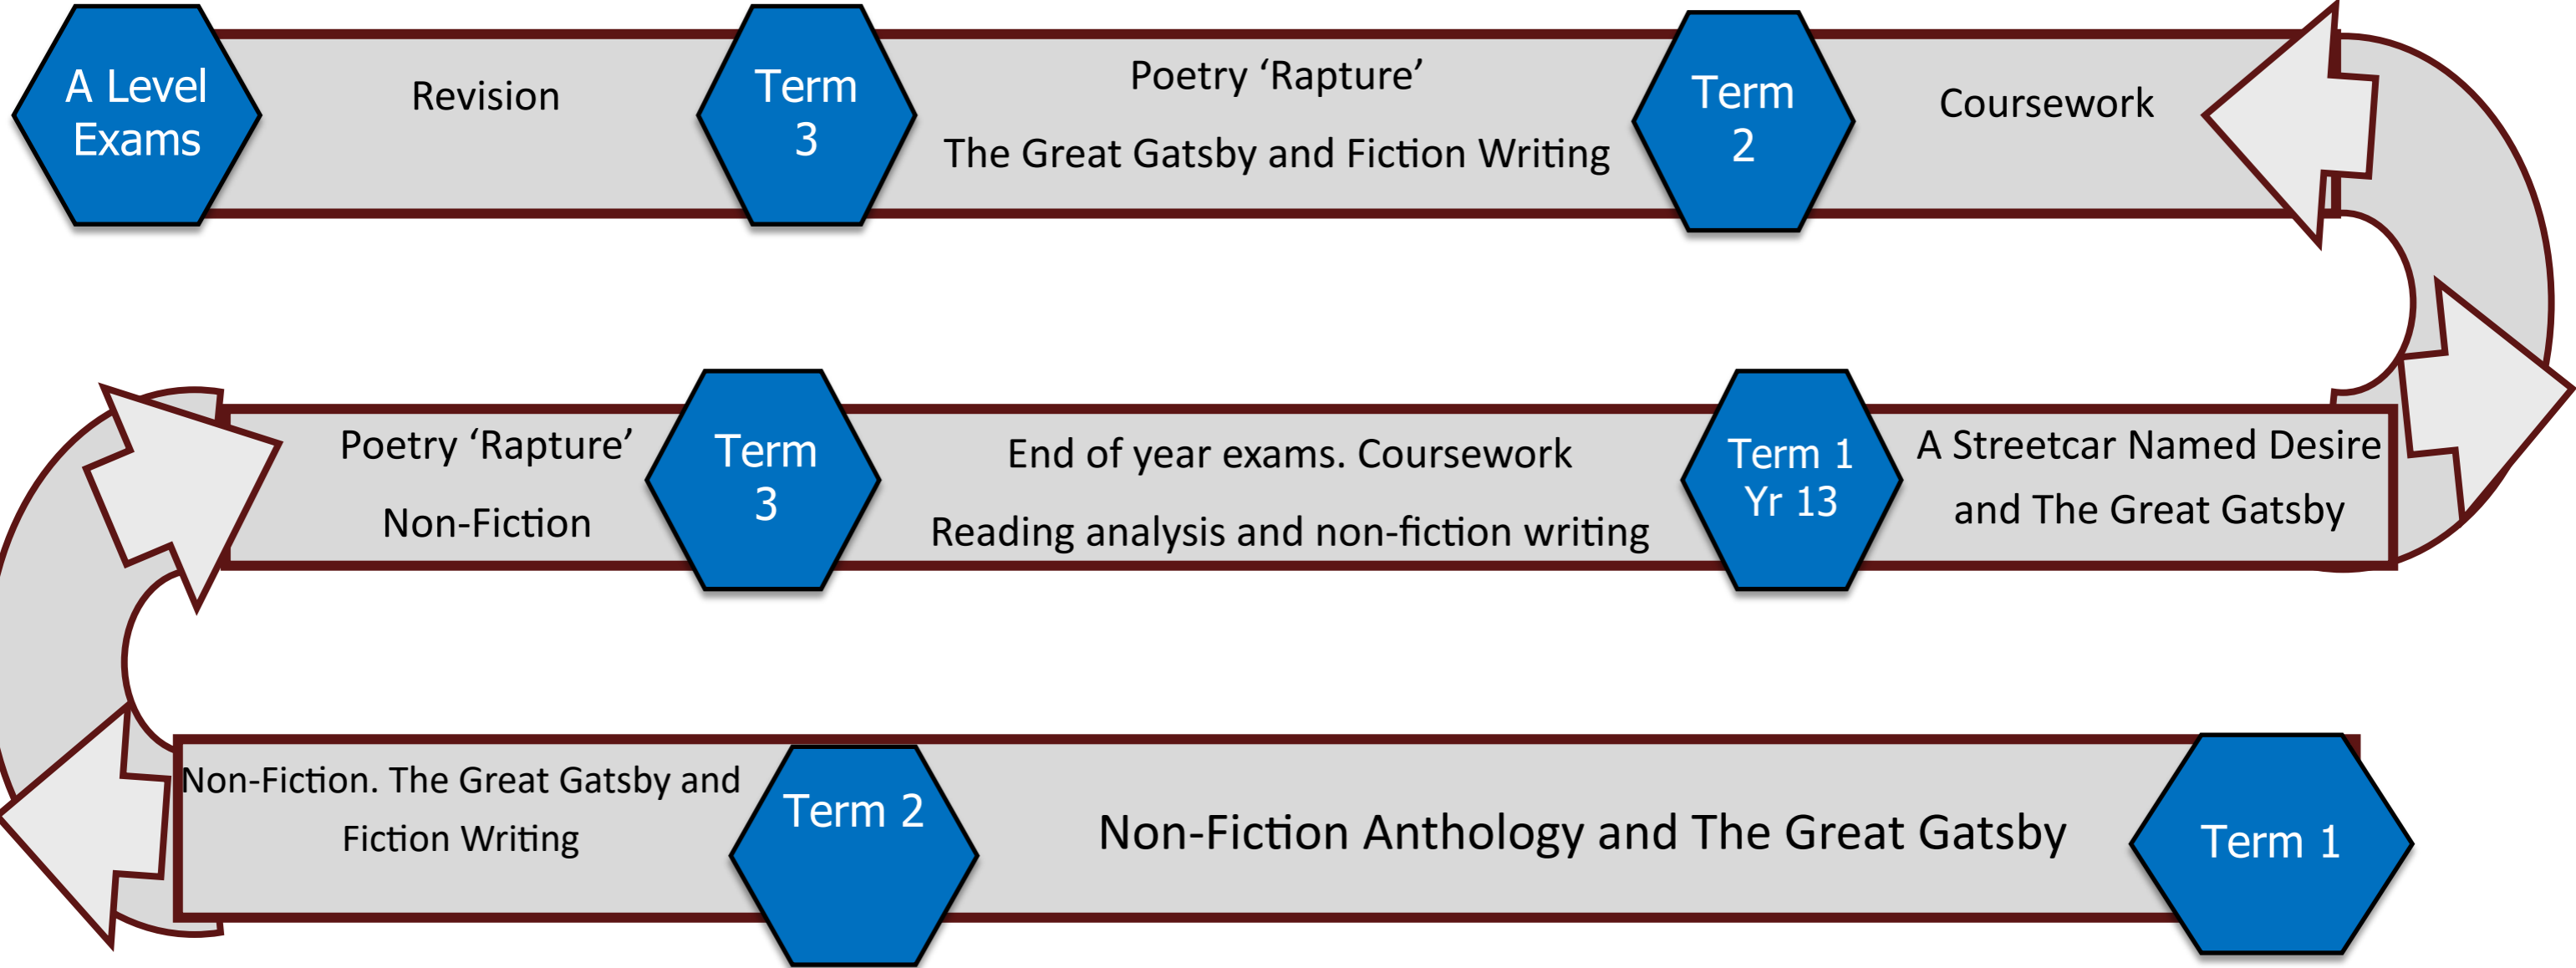 A Level
Exams
Revision
Term
3
Poetry ‘Rapture’
The Great Gatsby and Fiction Writing
Term
2
Coursework
Poetry ‘Rapture’
Non-Fiction
Term
3
End of year exams. Coursework
Reading analysis and non-fiction writing
Term 1
Yr 13
A Streetcar Named Desire
and The Great Gatsby
Non-Fiction. The Great Gatsby and
Fiction Writing
Term 2
Non-Fiction Anthology and The Great Gatsby
Term 1